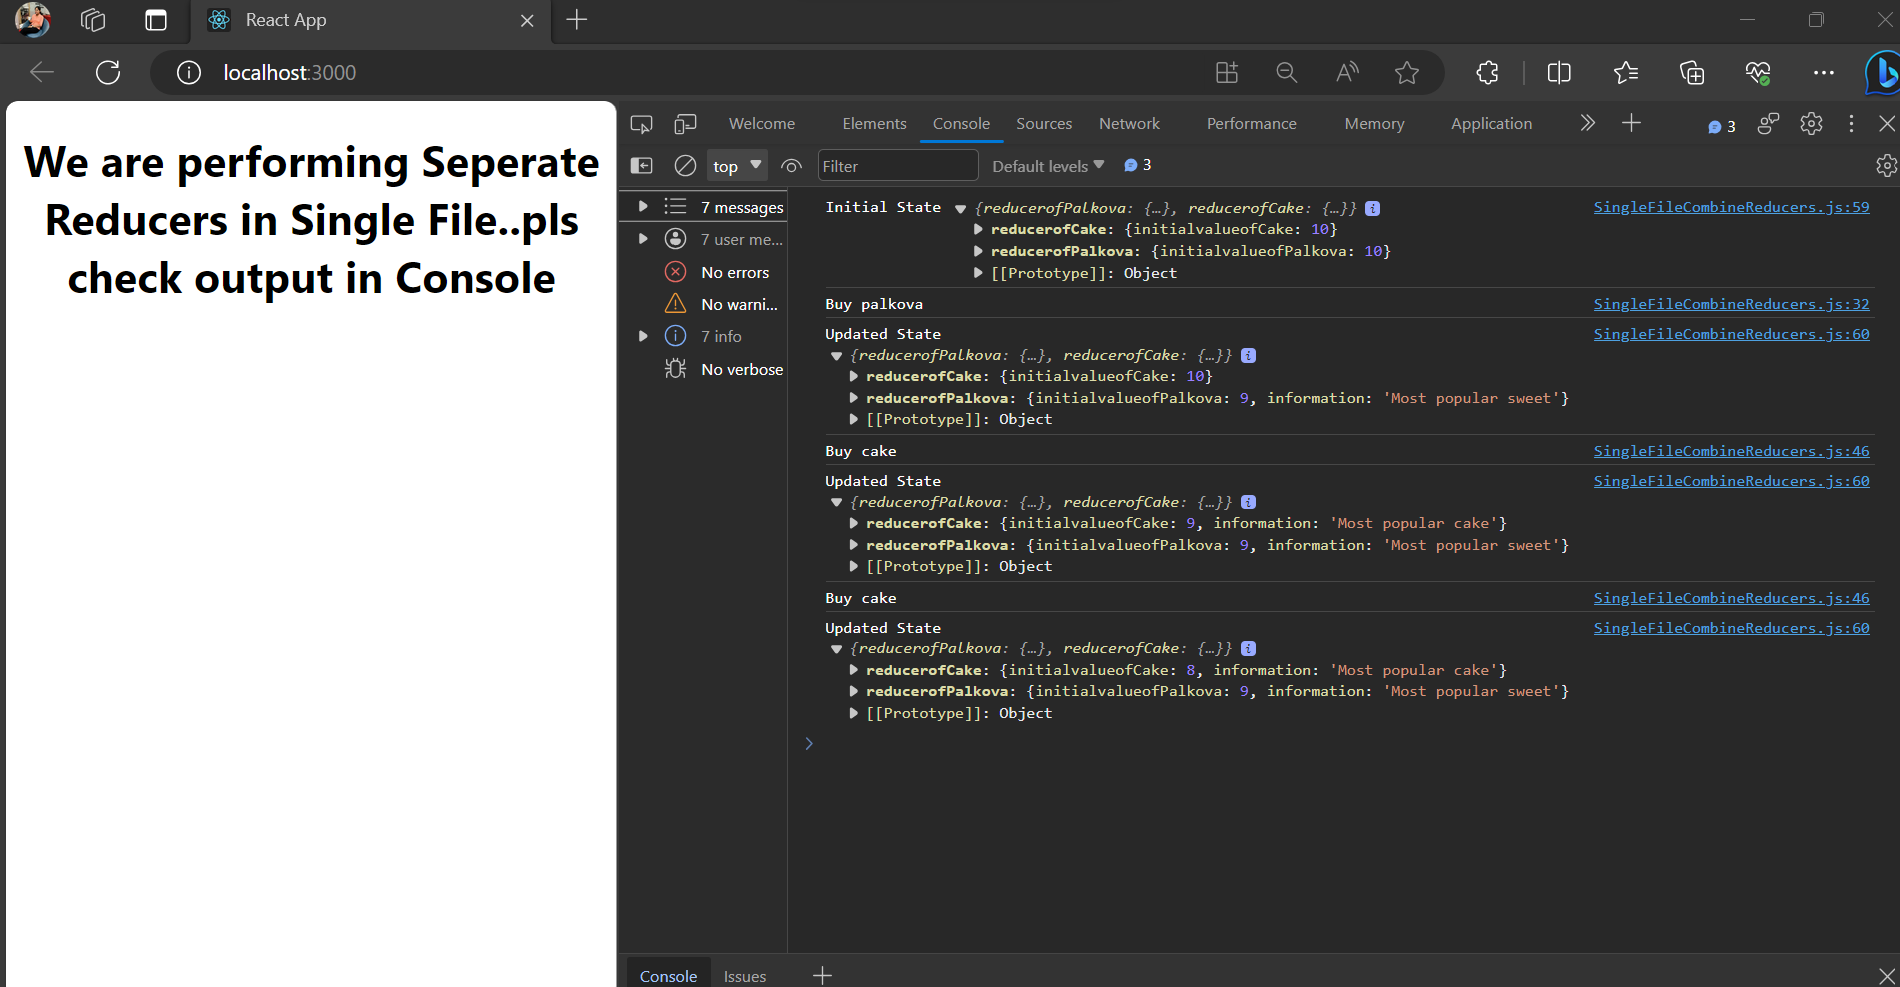 React App
localhost:3000
We are performing Seperate
Reducers in Single File..pls
check output in Console
Welcome Elements Console Sources Network Performance Memory Application 3
top Filter Default levels 3
7 messages
7 user me...
No errors
No warni...
7 info
No verbose
Initial State {reducerofPalkova: {…}, reducerofCake: {…}} i SingleFileCombineReducers.js:59
reducerofCake: {initialvalueofCake: 10}
reducerofPalkova: {initialvalueofPalkova: 10}
[[Prototype]]: Object
Buy palkova SingleFileCombineReducers.js:32
Updated State SingleFileCombineReducers.js:60
{reducerofPalkova: {…}, reducerofCake: {…}} i
reducerofCake: {initialvalueofCake: 10}
reducerofPalkova: {initialvalueofPalkova: 9, information: 'Most popular sweet'}
[[Prototype]]: Object
Buy cake SingleFileCombineReducers.js:46
Updated State SingleFileCombineReducers.js:60
{reducerofPalkova: {…}, reducerofCake: {…}} i
reducerofCake: {initialvalueofCake: 9, information: 'Most popular cake'}
reducerofPalkova: {initialvalueofPalkova: 9, information: 'Most popular sweet'}
[[Prototype]]: Object
Buy cake SingleFileCombineReducers.js:46
Updated State SingleFileCombineReducers.js:60
{reducerofPalkova: {…}, reducerofCake: {…}} i
reducerofCake: {initialvalueofCake: 8, information: 'Most popular cake'}
reducerofPalkova: {initialvalueofPalkova: 9, information: 'Most popular sweet'}
[[Prototype]]: Object
Console Issues